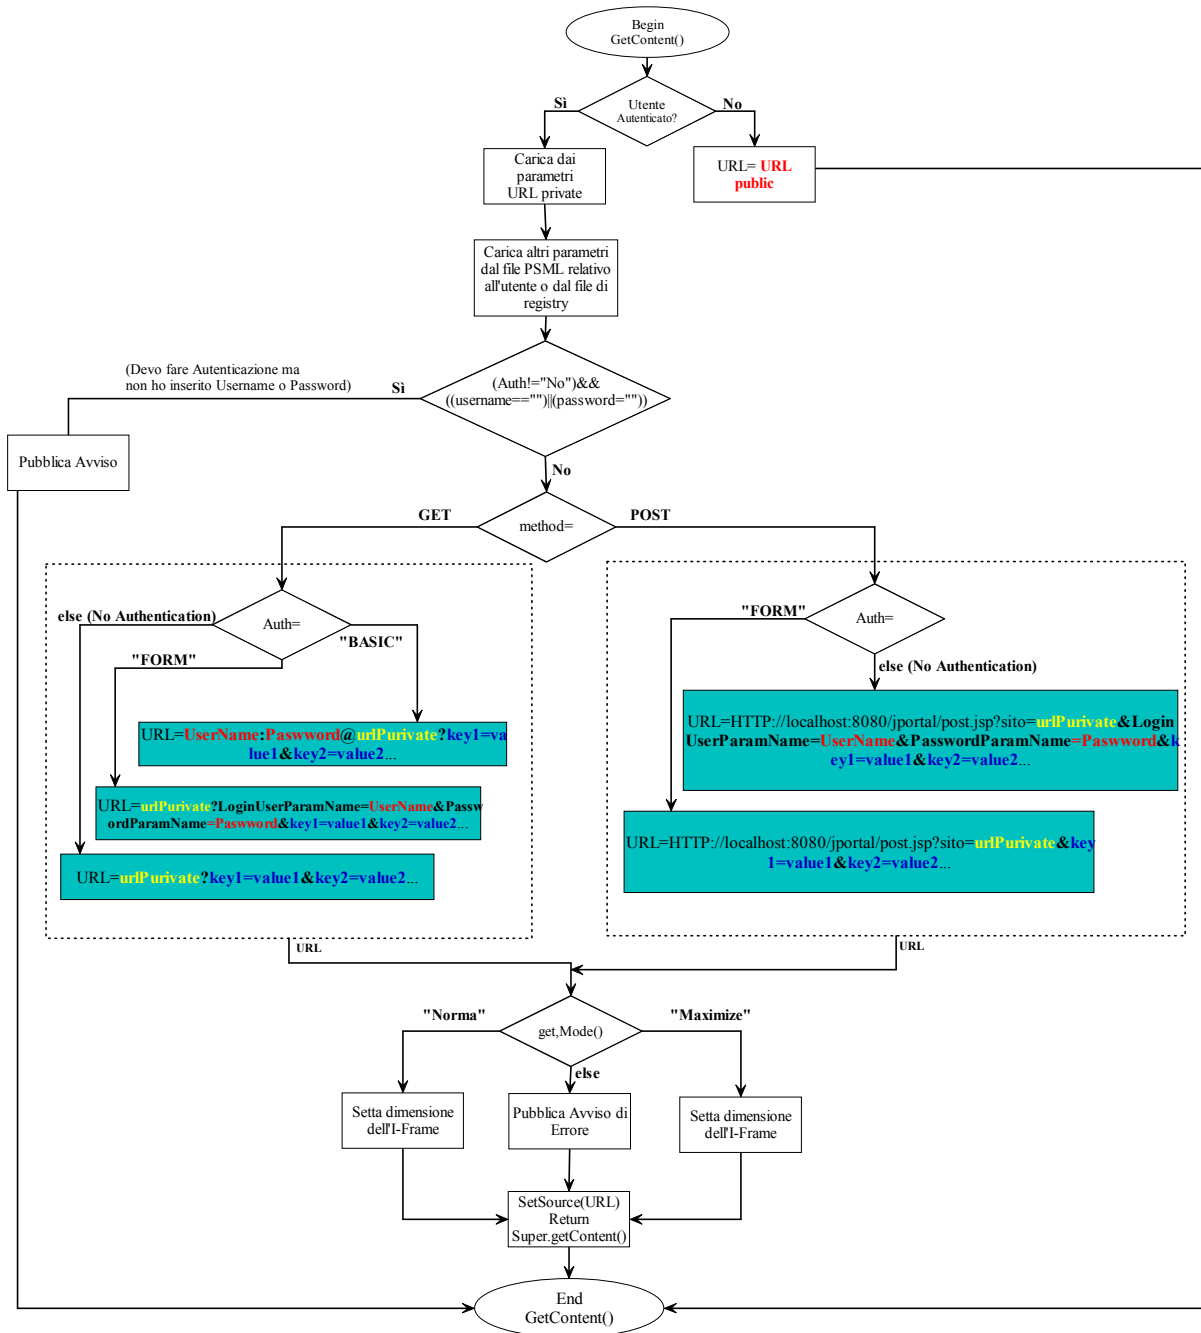 Begin
GetContent()
Utente
Autenticato?
Sì
No
Carica dai
parametri
URL private
URL= URL
public
Carica altri parametri
dal file PSML relativo
all'utente o dal file di
registry
(Devo fare Autenticazione ma
non ho inserito Username o Password)
Sì
(Auth!="No")&&
((username=="")||(password=""))
Pubblica Avviso
No
GET
method=
POST
else (No Authentication)
Auth=
"BASIC"
"FORM"
"FORM"
Auth=
else (No Authentication)
URL=UserName:Paswword@urlPurivate?key1=va
lue1&key2=value2...
URL=urlPurivate?LoginUserParamName=UserName&Passw
ordParamName=Paswword&key1=value1&key2=value2...
URL=urlPurivate?key1=value1&key2=value2...
URL=HTTP://localhost:8080/jportal/post.jsp?sito=urlPurivate&Login
UserParamName=UserName&PasswordParamName=Paswword&k
ey1=value1&key2=value2...
URL=HTTP://localhost:8080/jportal/post.jsp?sito=urlPurivate&key
1=value1&key2=value2...
URL
URL
"Norma"
get,Mode()
"Maximize"
else
Setta dimensione
dell'I-Frame
Pubblica Avviso di
Errore
Setta dimensione
dell'I-Frame
SetSource(URL)
Return
Super.getContent()
End
GetContent()